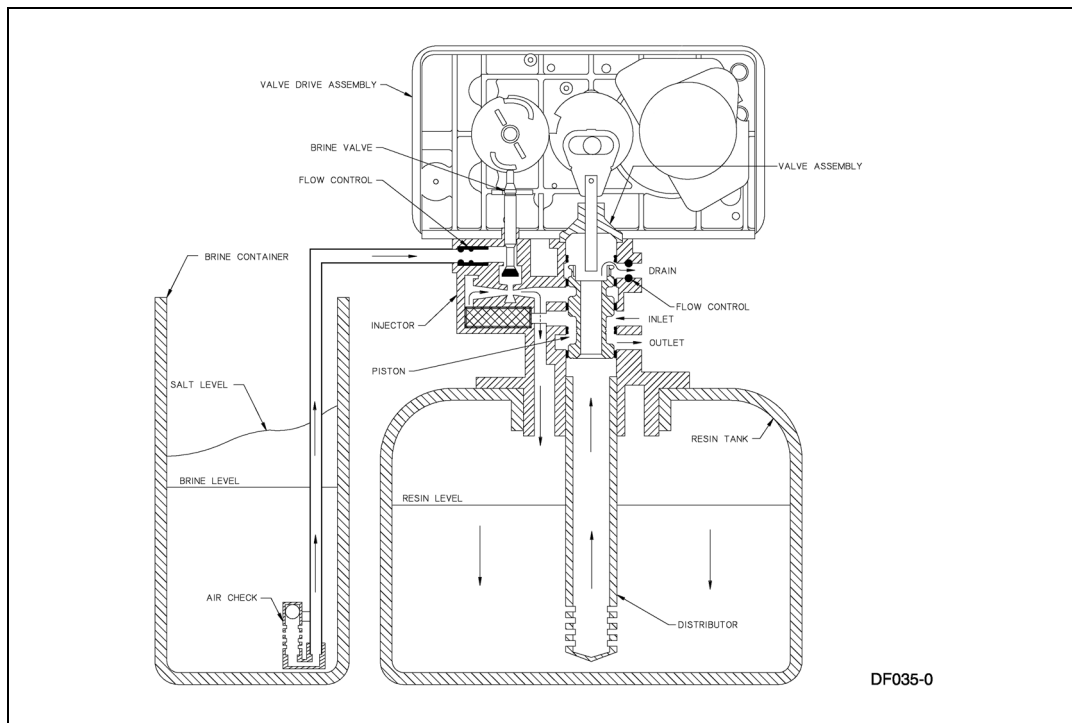 VALVE DRIVE ASSEMBLY
BRINE VALVE
VALVE ASSEMBLY
FLOW CONTROL
BRINE CONTAINER
DRAIN
FLOW CONTROL
INJECTOR
INLET
OUTLET
PISTON
SALT LEVEL
RESIN TANK
BRINE LEVEL
RESIN LEVEL
AIR CHECK
DISTRIBUTOR
DF035-0